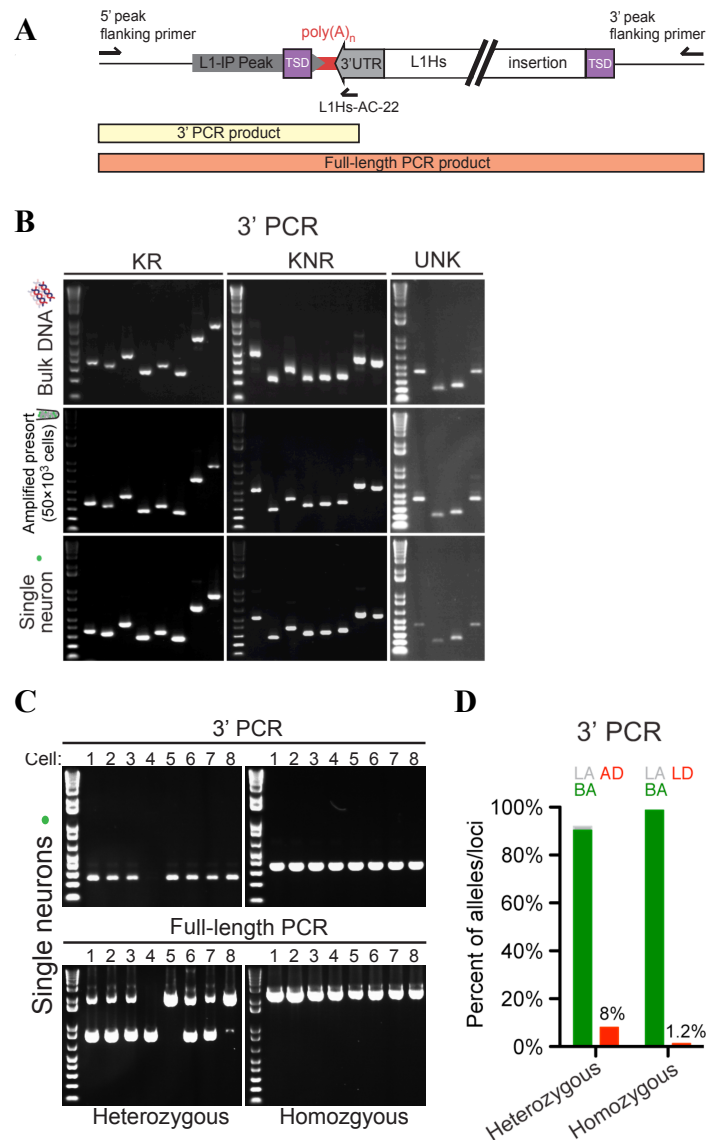 A
5' peak
flanking primer
poly(A)n
3' peak
flanking primer
L1-IP Peak
TSD
3'UTR
L1Hs
insertion
TSD
L1Hs-AC-22
3' PCR product
Full-length PCR product
B
3' PCR
KR
KNR
UNK
Bulk DNA
Amplified presort
(50×10³ cells)
Single
neuron
C
3' PCR
Cell: 1 2 3 4 5 6 7 8
1 2 3 4 5 6 7 8
Single neurons
Full-length PCR
1 2 3 4 5 6 7 8
1 2 3 4 5 6 7 8
Heterozygous
Homozgyous
D
3' PCR
LA AD
BA
LA LD
BA
Percent of alleles/loci
100%
80%
60%
40%
20%
0%
8%
1.2%
Heterozygous
Homozygous